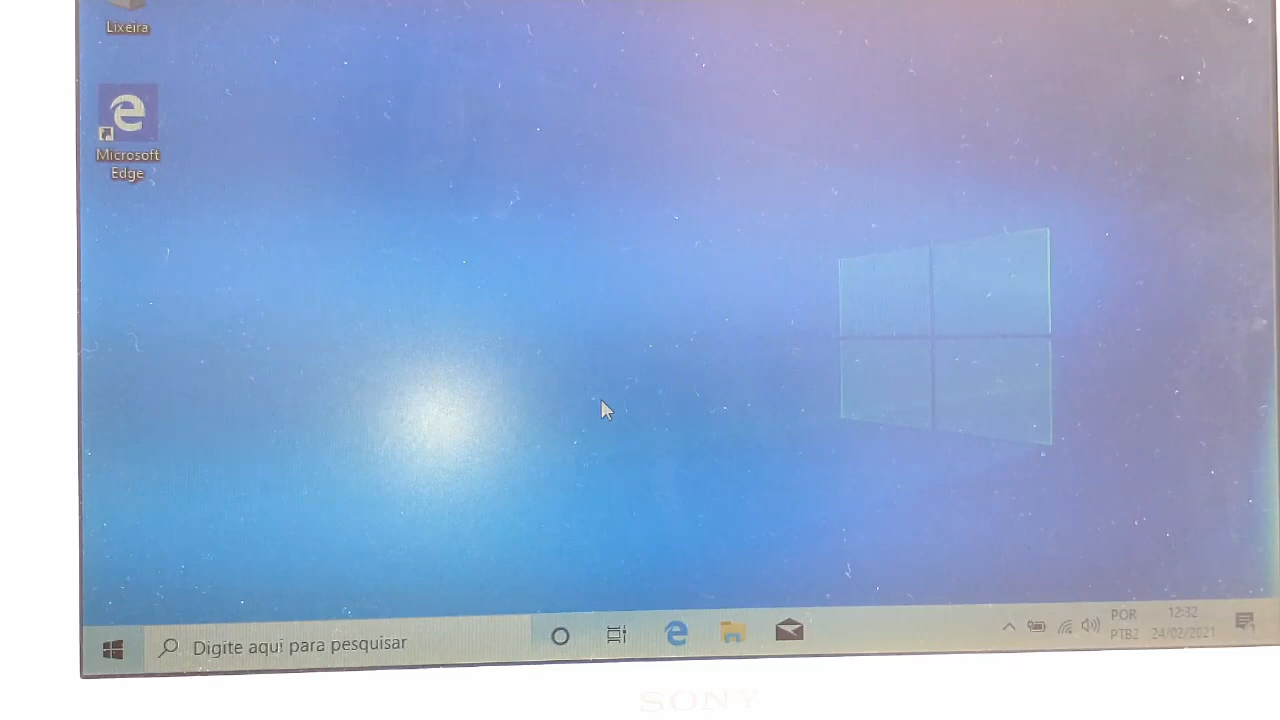 Lixeira
Microsoft
Edge
Digite aqui para pesquisar
POR
PTB2
12:32
24/02/2021
SONY